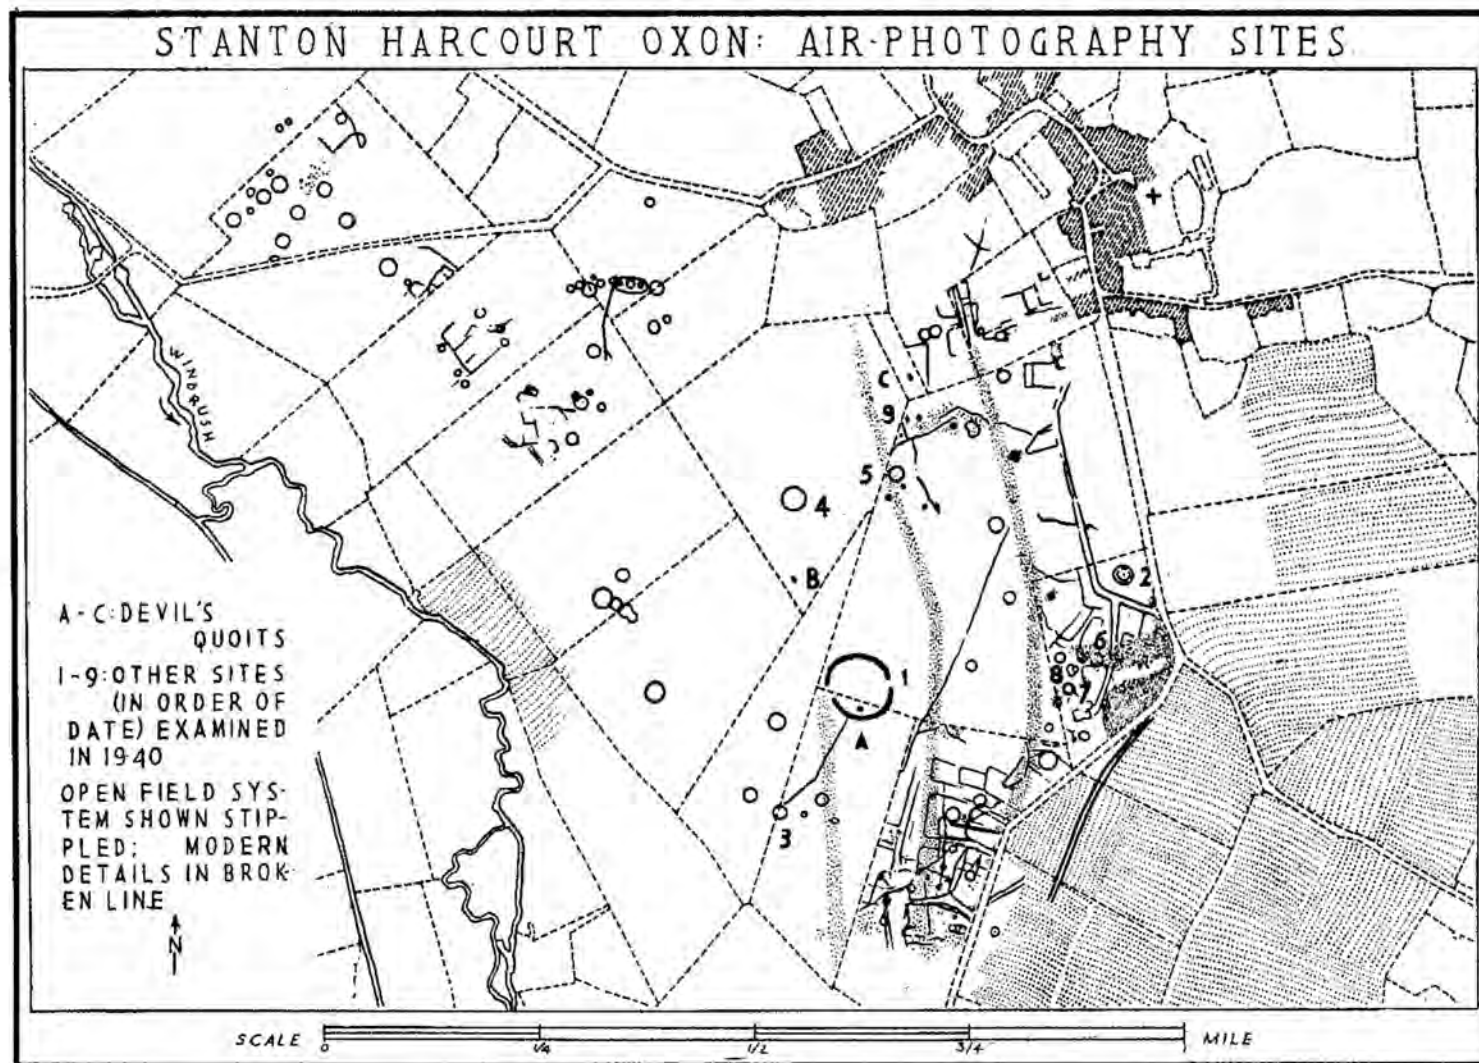 STANTON HARCOURT OXON: AIR-PHOTOGRAPHY SITES
WINDRUSH
C
9
5
4
B
2
6
8
7
1
A
3
A-C: DEVIL'S
QUOITS
1-9: OTHER SITES
(IN ORDER OF
DATE) EXAMINED
IN 1940
OPEN FIELD SYS-
TEM SHOWN STIP-
PLED; MODERN
DETAILS IN BROK-
EN LINE
N
SCALE
0 1/4 1/2 3/4 1
MILE